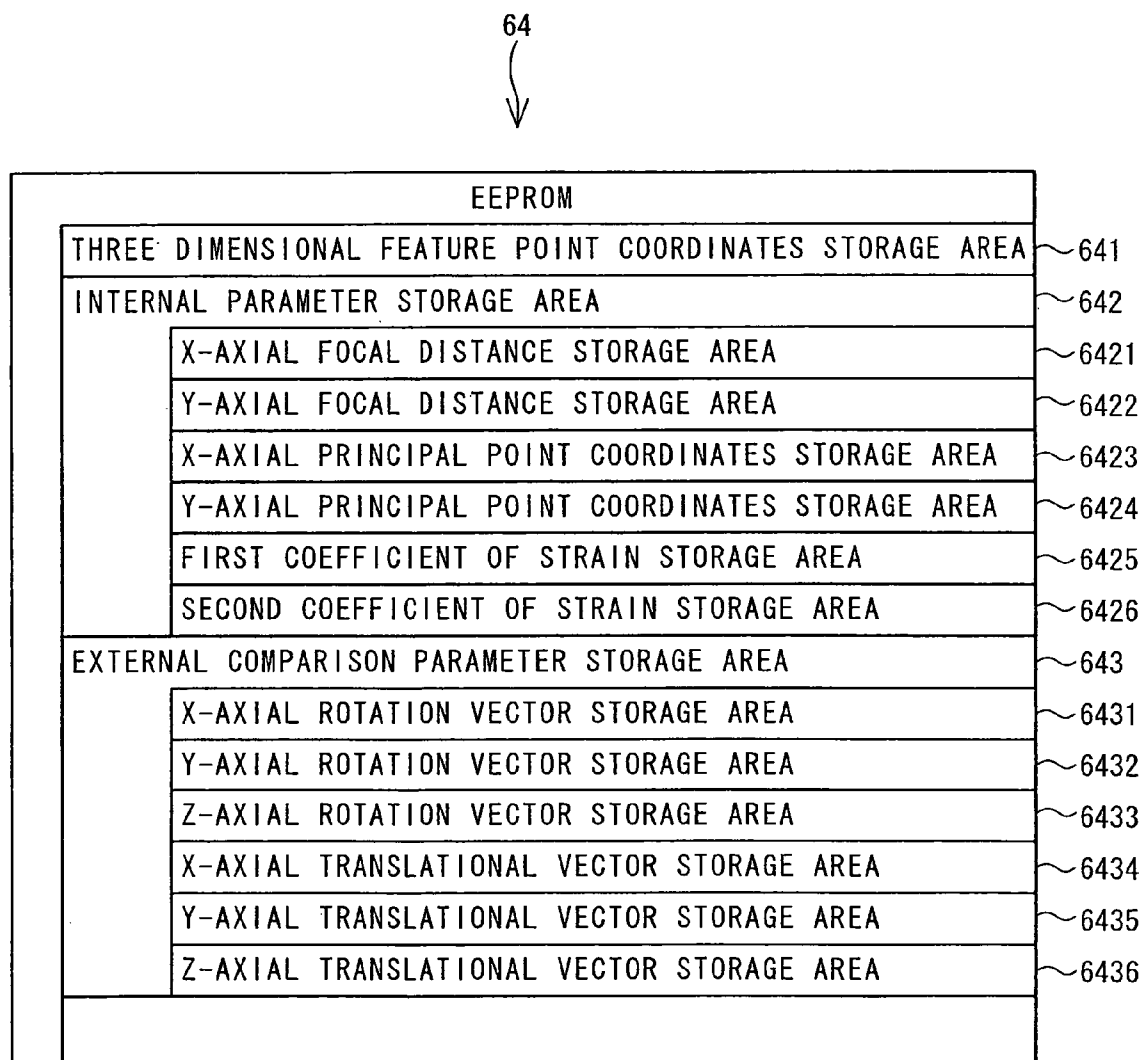 64
EEPROM
THREE DIMENSIONAL FEATURE POINT COORDINATES STORAGE AREA 641
INTERNAL PARAMETER STORAGE AREA 642
X-AXIAL FOCAL DISTANCE STORAGE AREA 6421
Y-AXIAL FOCAL DISTANCE STORAGE AREA 6422
X-AXIAL PRINCIPAL POINT COORDINATES STORAGE AREA 6423
Y-AXIAL PRINCIPAL POINT COORDINATES STORAGE AREA 6424
FIRST COEFFICIENT OF STRAIN STORAGE AREA 6425
SECOND COEFFICIENT OF STRAIN STORAGE AREA 6426
EXTERNAL COMPARISON PARAMETER STORAGE AREA 643
X-AXIAL ROTATION VECTOR STORAGE AREA 6431
Y-AXIAL ROTATION VECTOR STORAGE AREA 6432
Z-AXIAL ROTATION VECTOR STORAGE AREA 6433
X-AXIAL TRANSLATIONAL VECTOR STORAGE AREA 6434
Y-AXIAL TRANSLATIONAL VECTOR STORAGE AREA 6435
Z-AXIAL TRANSLATIONAL VECTOR STORAGE AREA 6436